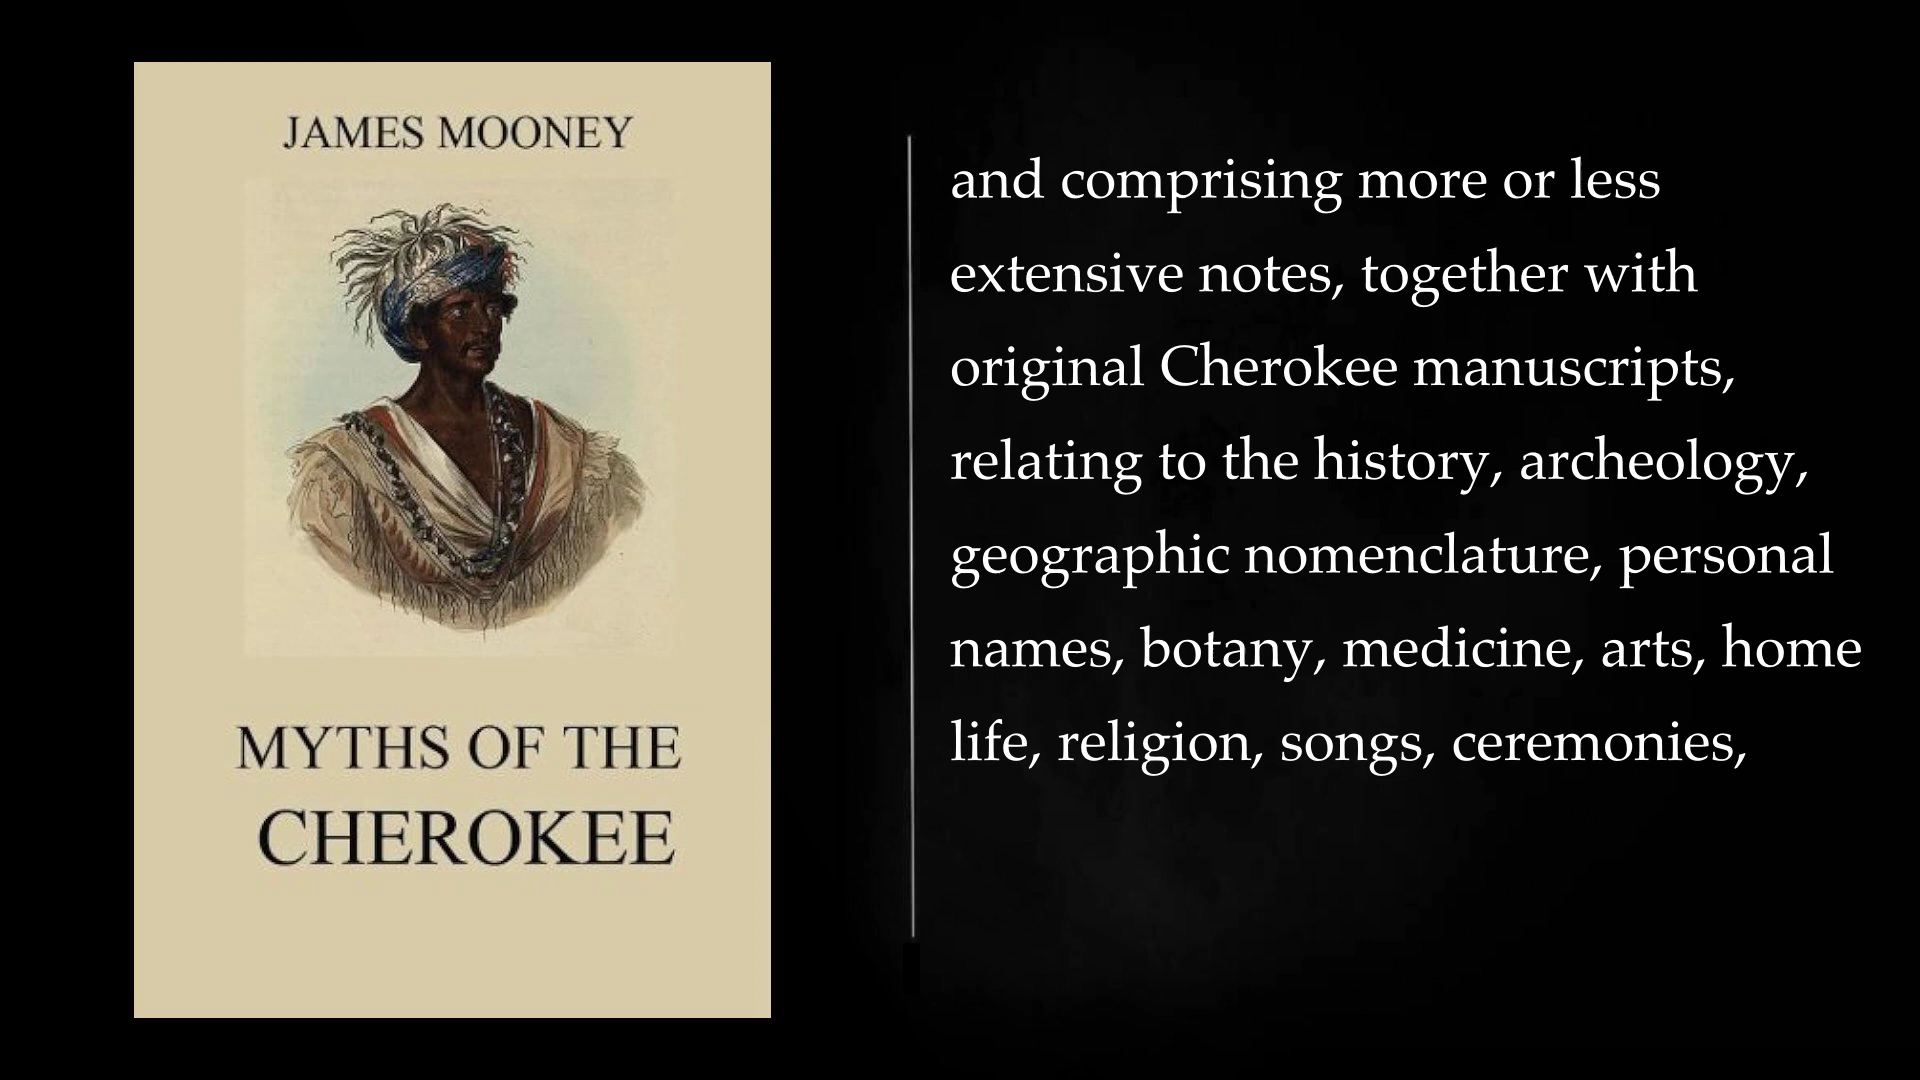 JAMES MOONEY
MYTHS OF THE
CHEROKEE
and comprising more or less
extensive notes, together with
original Cherokee manuscripts,
relating to the history, archeology,
geographic nomenclature, personal
names, botany, medicine, arts, home
life, religion, songs, ceremonies,